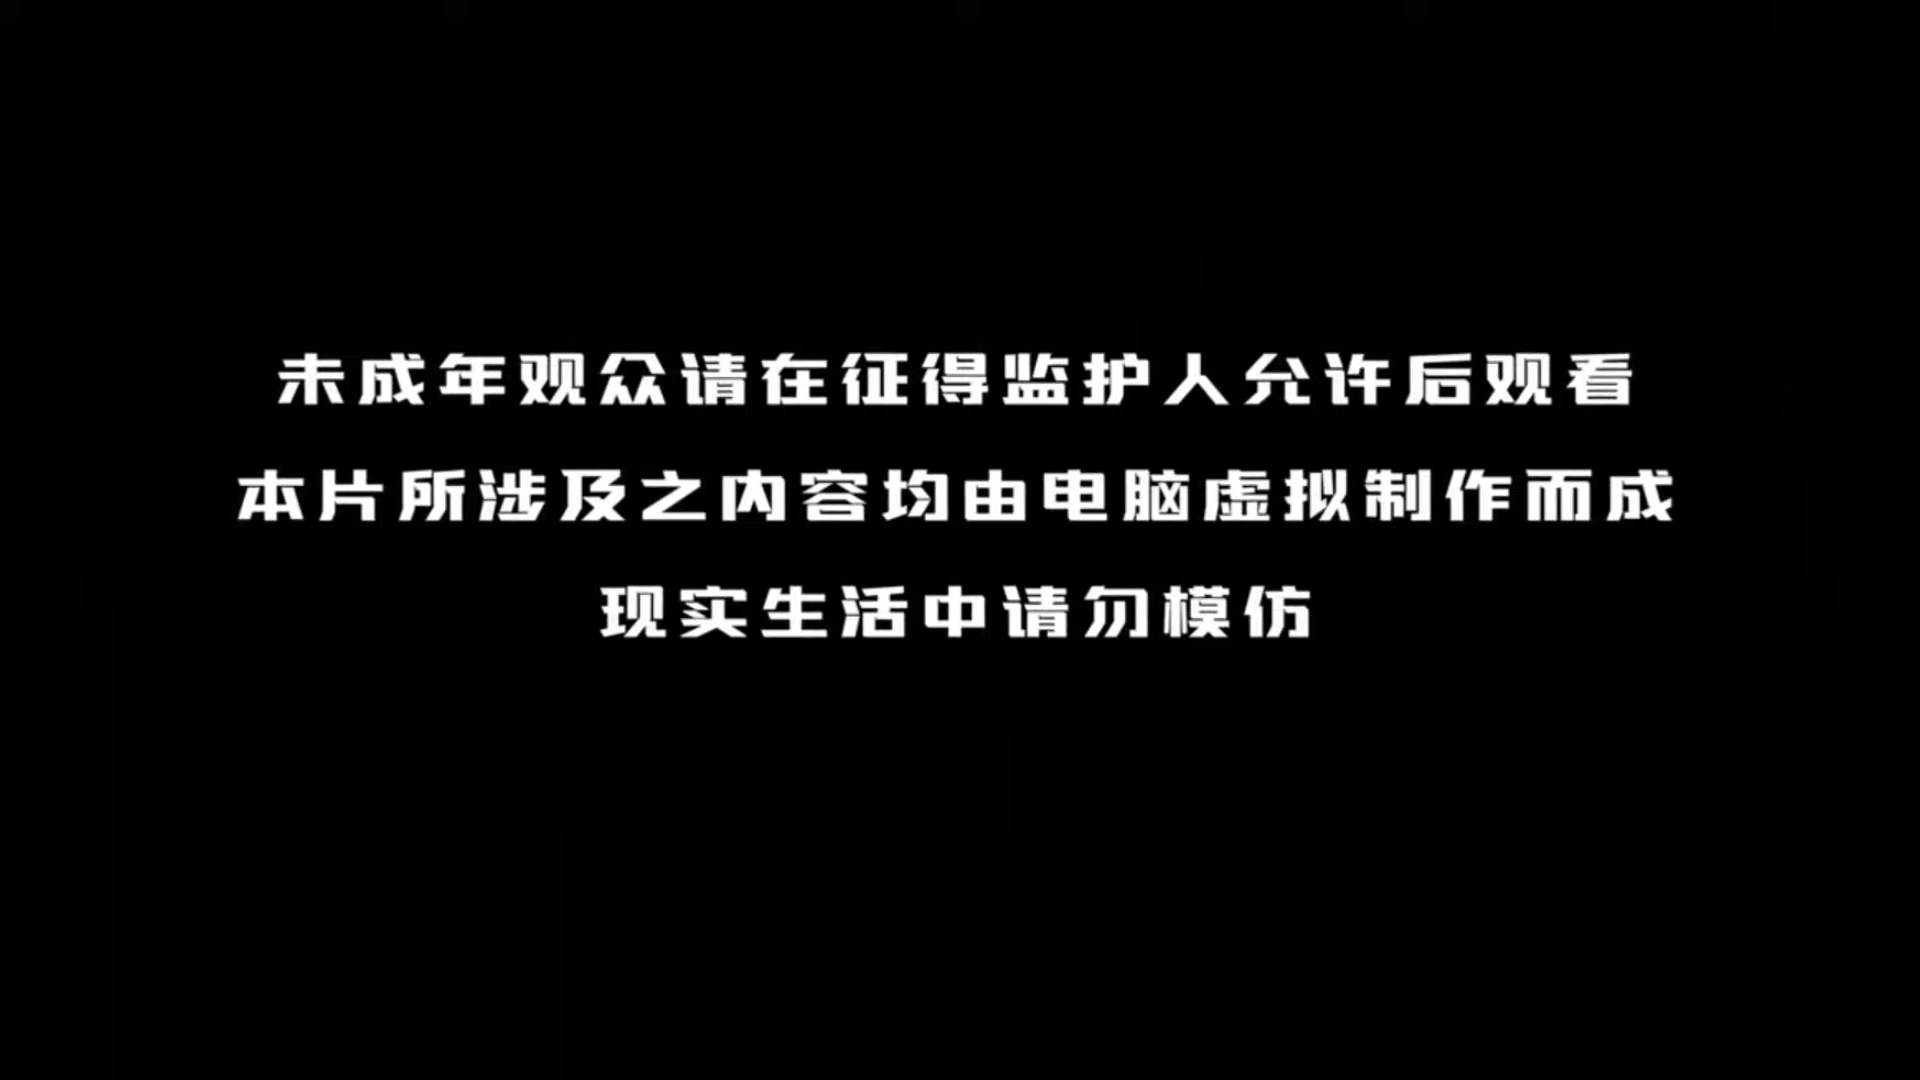 未成年观众请在征得监护人允许后观看
本片所涉及之内容均由电脑虚拟制作而成
现实生活中请勿模仿